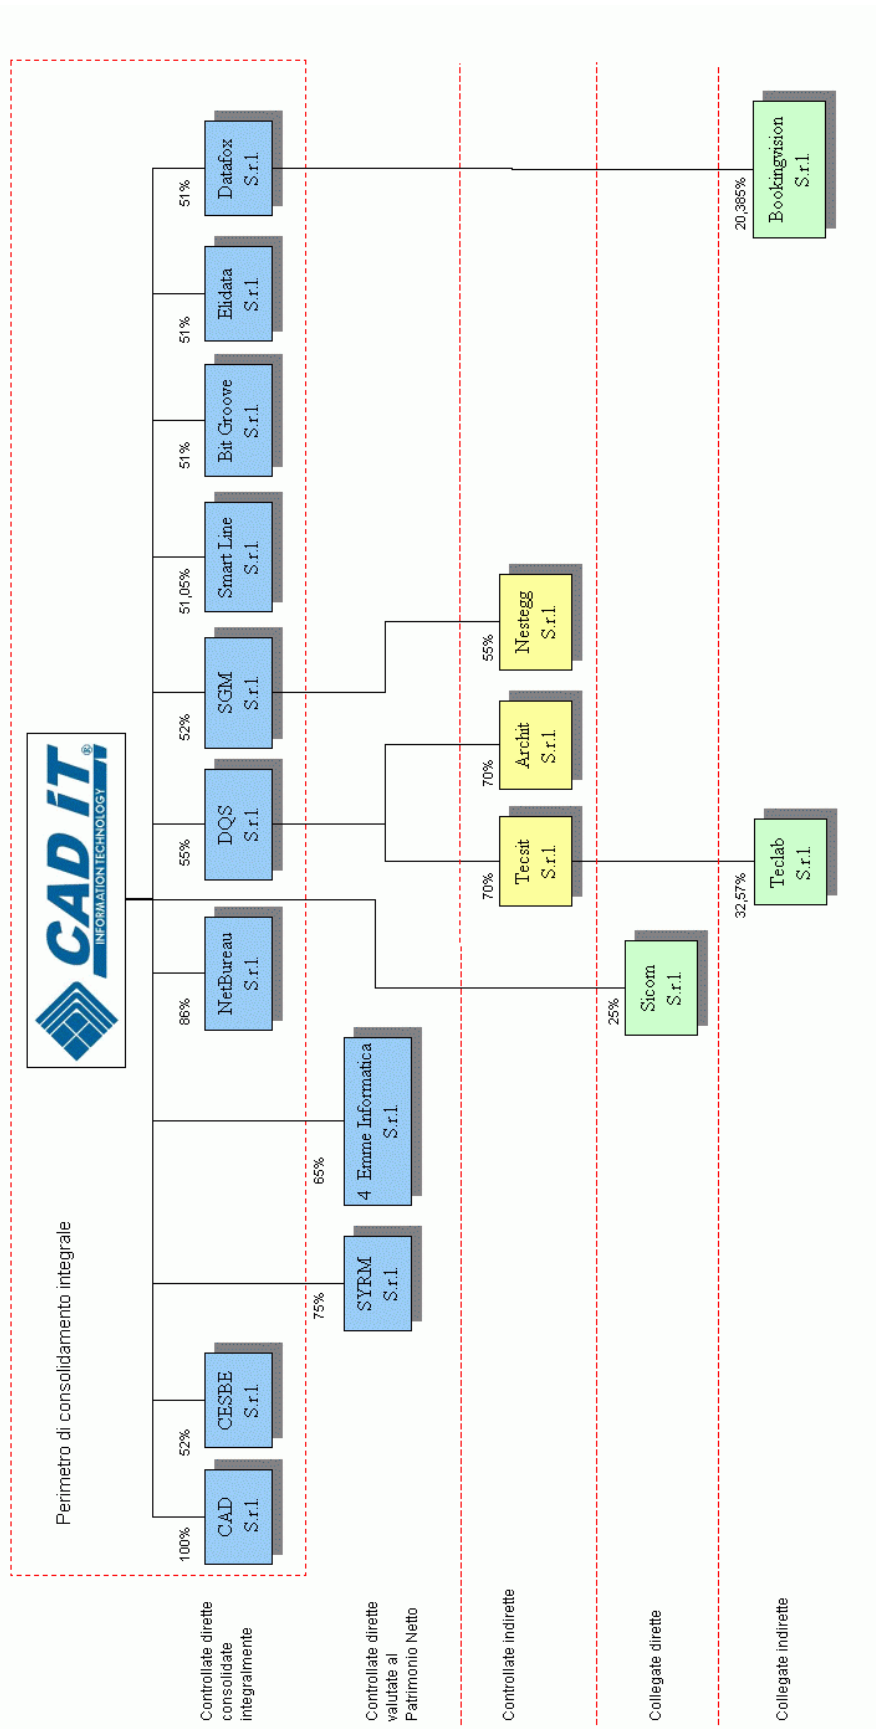 CAD iT®
INFORMATION TECHNOLOGY
Perimetro di consolidamento integrale
Controllate dirette
consolidate
integralmente
100%
CAD
S.r.l.
52%
CESBE
S.r.l.
86%
NetBureau
S.r.l.
55%
DQS
S.r.l.
52%
SGM
S.r.l.
51,05%
Smart Line
S.r.l.
51%
Bit Groove
S.r.l.
51%
Elidata
S.r.l.
51%
Datafox
S.r.l.
Controllate dirette
valutate al
Patrimonio Netto
75%
SYRM
S.r.l.
65%
4 Emme Informatica
S.r.l.
Controllate indirette
70%
Tecsit
S.r.l.
70%
Archit
S.r.l.
55%
Nestegg
S.r.l.
Collegate dirette
25%
Sicom
S.r.l.
Collegate indirette
32,57%
Teclab
S.r.l.
20,385%
Bookingvision
S.r.l.